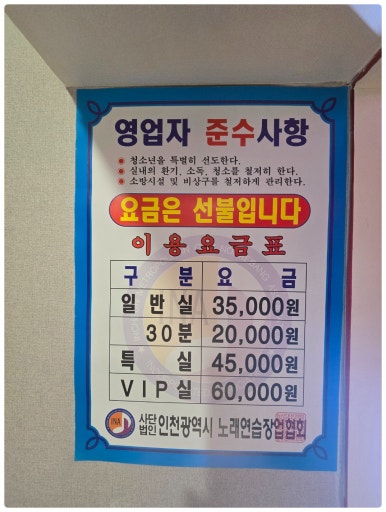 영업자 준수사항
● 청소년을 특별히 선도한다.
● 실내의 환기, 소독, 청소를 철저히 한다.
● 소방시설 및 비상구를 철저하게 관리한다.
요금은 선불입니다
이용요금표
구 분 요 금
일 반 실 35,000원
30분 20,000원
특 실 45,000원
VIP실 60,000원
사단법인 인천광역시 노래연습장업협회